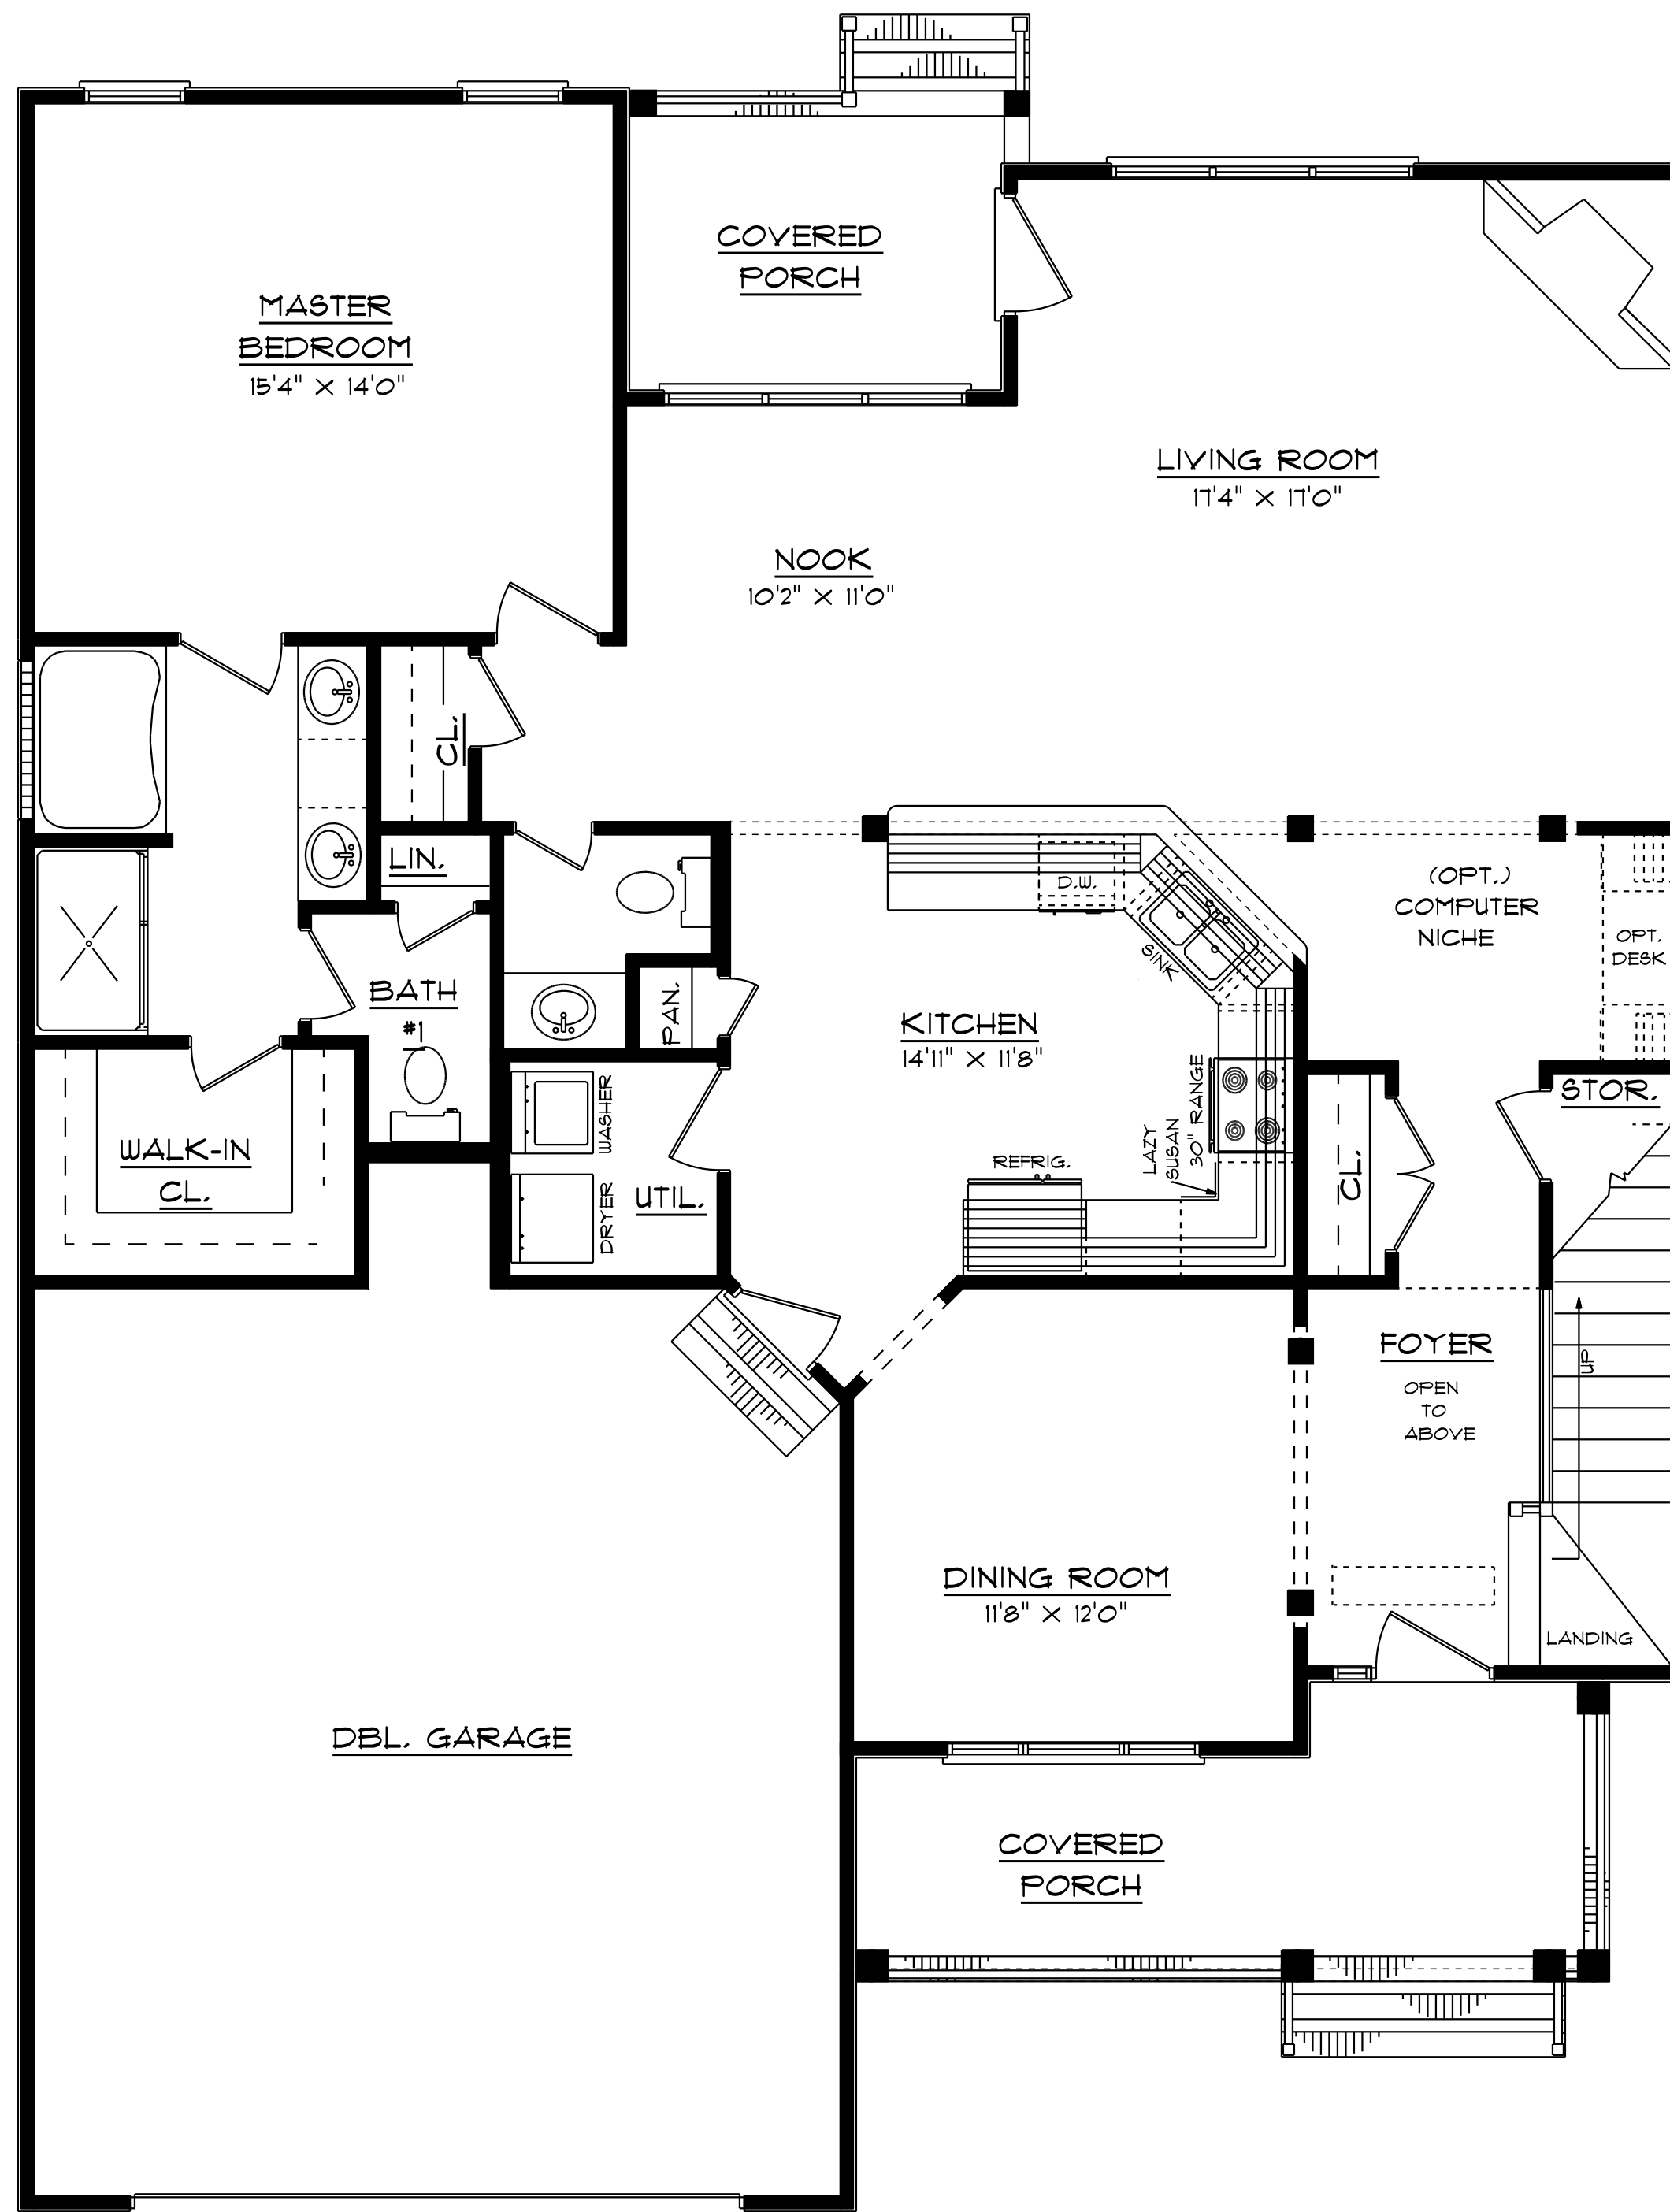 COVERED
PORCH
MASTER
BEDROOM
15'4" X 14'0"
LIVING ROOM
17'4" X 17'0"
NOOK
10'2" X 11'0"
CL.
LIN.
D.W.
SINK
(OPT.)
COMPUTER
NICHE
OPT.
DESK
BATH
#1
PAN.
KITCHEN
14'11" X 11'8"
WASHER
DRYER
UTIL.
30" RANGE
LAZY
SUSAN
REFRIG.
CL.
STOR.
WALK-IN
CL.
FOYER
OPEN
TO
ABOVE
UP
DINING ROOM
11'8" X 12'0"
LANDING
DBL. GARAGE
COVERED
PORCH